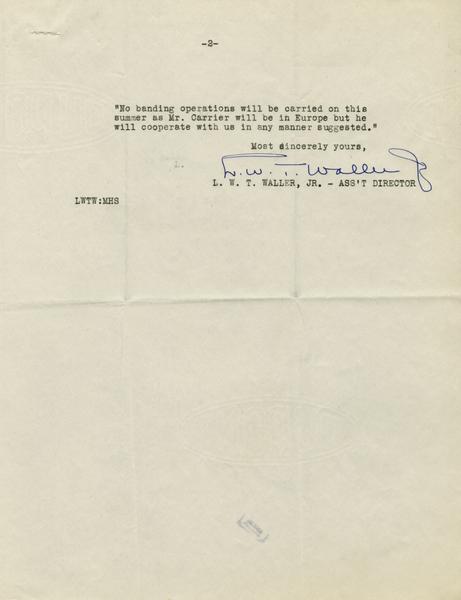 -2-
"No banding operations will be carried on this
summer as Mr. Carrier will be in Europe but he
will cooperate with us in any manner suggested."
Most sincerely yours,
L. W. T. Waller Jr
L. W. T. WALLER, JR. - ASS'T DIRECTOR
LWTW:MHS